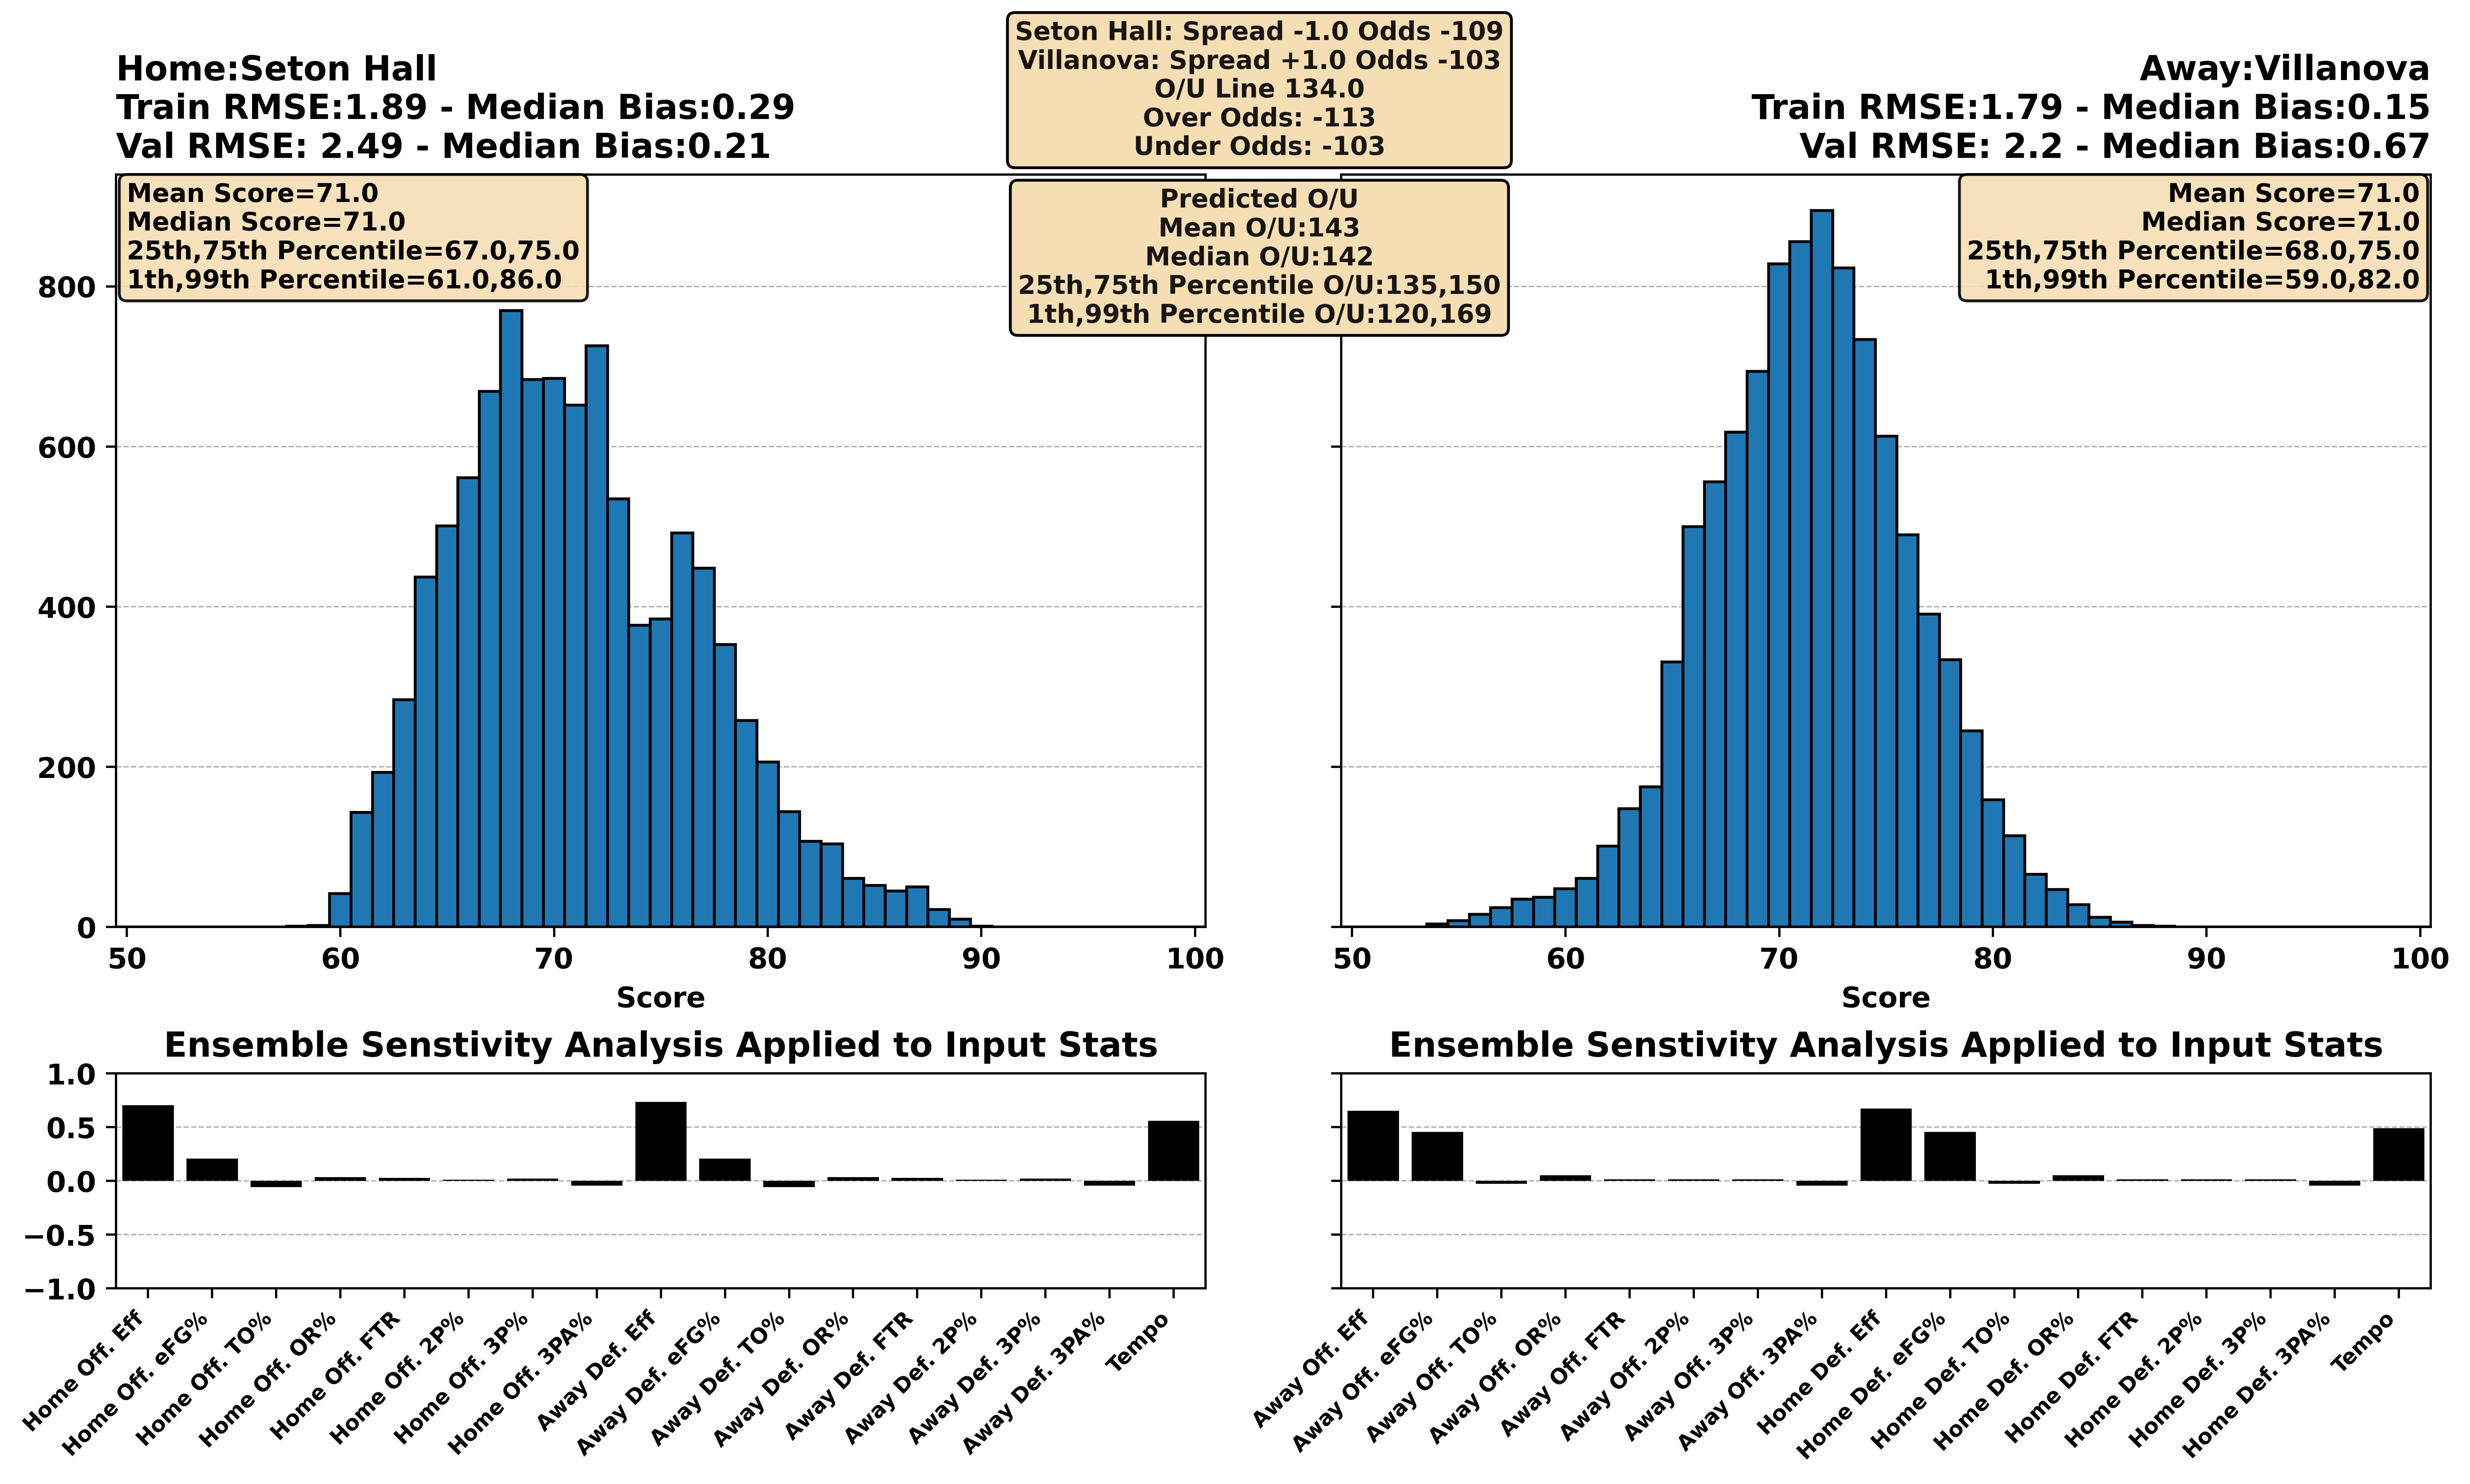 Seton Hall: Spread -1.0 Odds -109
Villanova: Spread +1.0 Odds -103
O/U Line 134.0
Over Odds: -113
Under Odds: -103
Home:Seton Hall
Train RMSE:1.89 - Median Bias:0.29
Val RMSE: 2.49 - Median Bias:0.21
Away:Villanova
Train RMSE:1.79 - Median Bias:0.15
Val RMSE: 2.2 - Median Bias:0.67
Mean Score=71.0
Median Score=71.0
25th,75th Percentile=67.0,75.0
1th,99th Percentile=61.0,86.0
Predicted O/U
Mean O/U:143
Median O/U:142
25th,75th Percentile O/U:135,150
1th,99th Percentile O/U:120,169
Mean Score=71.0
Median Score=71.0
25th,75th Percentile=68.0,75.0
1th,99th Percentile=59.0,82.0
800
600
400
200
0
50 60 70 80 90 100
Score
50 60 70 80 90 100
Score
Ensemble Senstivity Analysis Applied to Input Stats
Ensemble Senstivity Analysis Applied to Input Stats
1.0
0.5
0.0
−0.5
−1.0
Home Off. Eff
Home Off. eFG%
Home Off. TO%
Home Off. OR%
Home Off. FTR
Home Off. 2P%
Home Off. 3P%
Home Off. 3PA%
Away Def. Eff
Away Def. eFG%
Away Def. TO%
Away Def. OR%
Away Def. FTR
Away Def. 2P%
Away Def. 3P%
Away Def. 3PA%
Tempo
Away Off. Eff
Away Off. eFG%
Away Off. TO%
Away Off. OR%
Away Off. FTR
Away Off. 2P%
Away Off. 3P%
Away Off. 3PA%
Home Def. Eff
Home Def. eFG%
Home Def. TO%
Home Def. OR%
Home Def. FTR
Home Def. 2P%
Home Def. 3P%
Home Def. 3PA%
Tempo